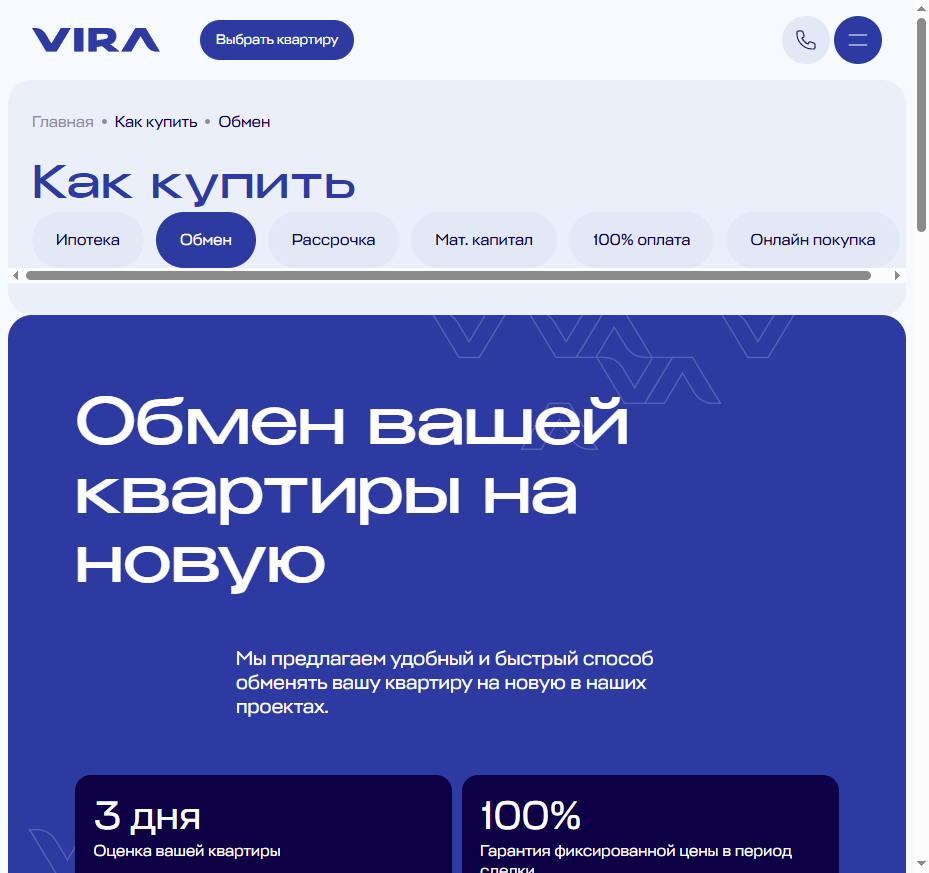 VIRA
Выбрать квартиру
Главная • Как купить • Обмен
Как купить
Ипотека
Обмен
Рассрочка
Мат. капитал
100% оплата
Онлайн покупка
Обмен вашей
квартиры на
новую
Мы предлагаем удобный и быстрый способ
обменять вашу квартиру на новую в наших
проектах.
3 дня
Оценка вашей квартиры
100%
Гарантия фиксированной цены в период
сделки